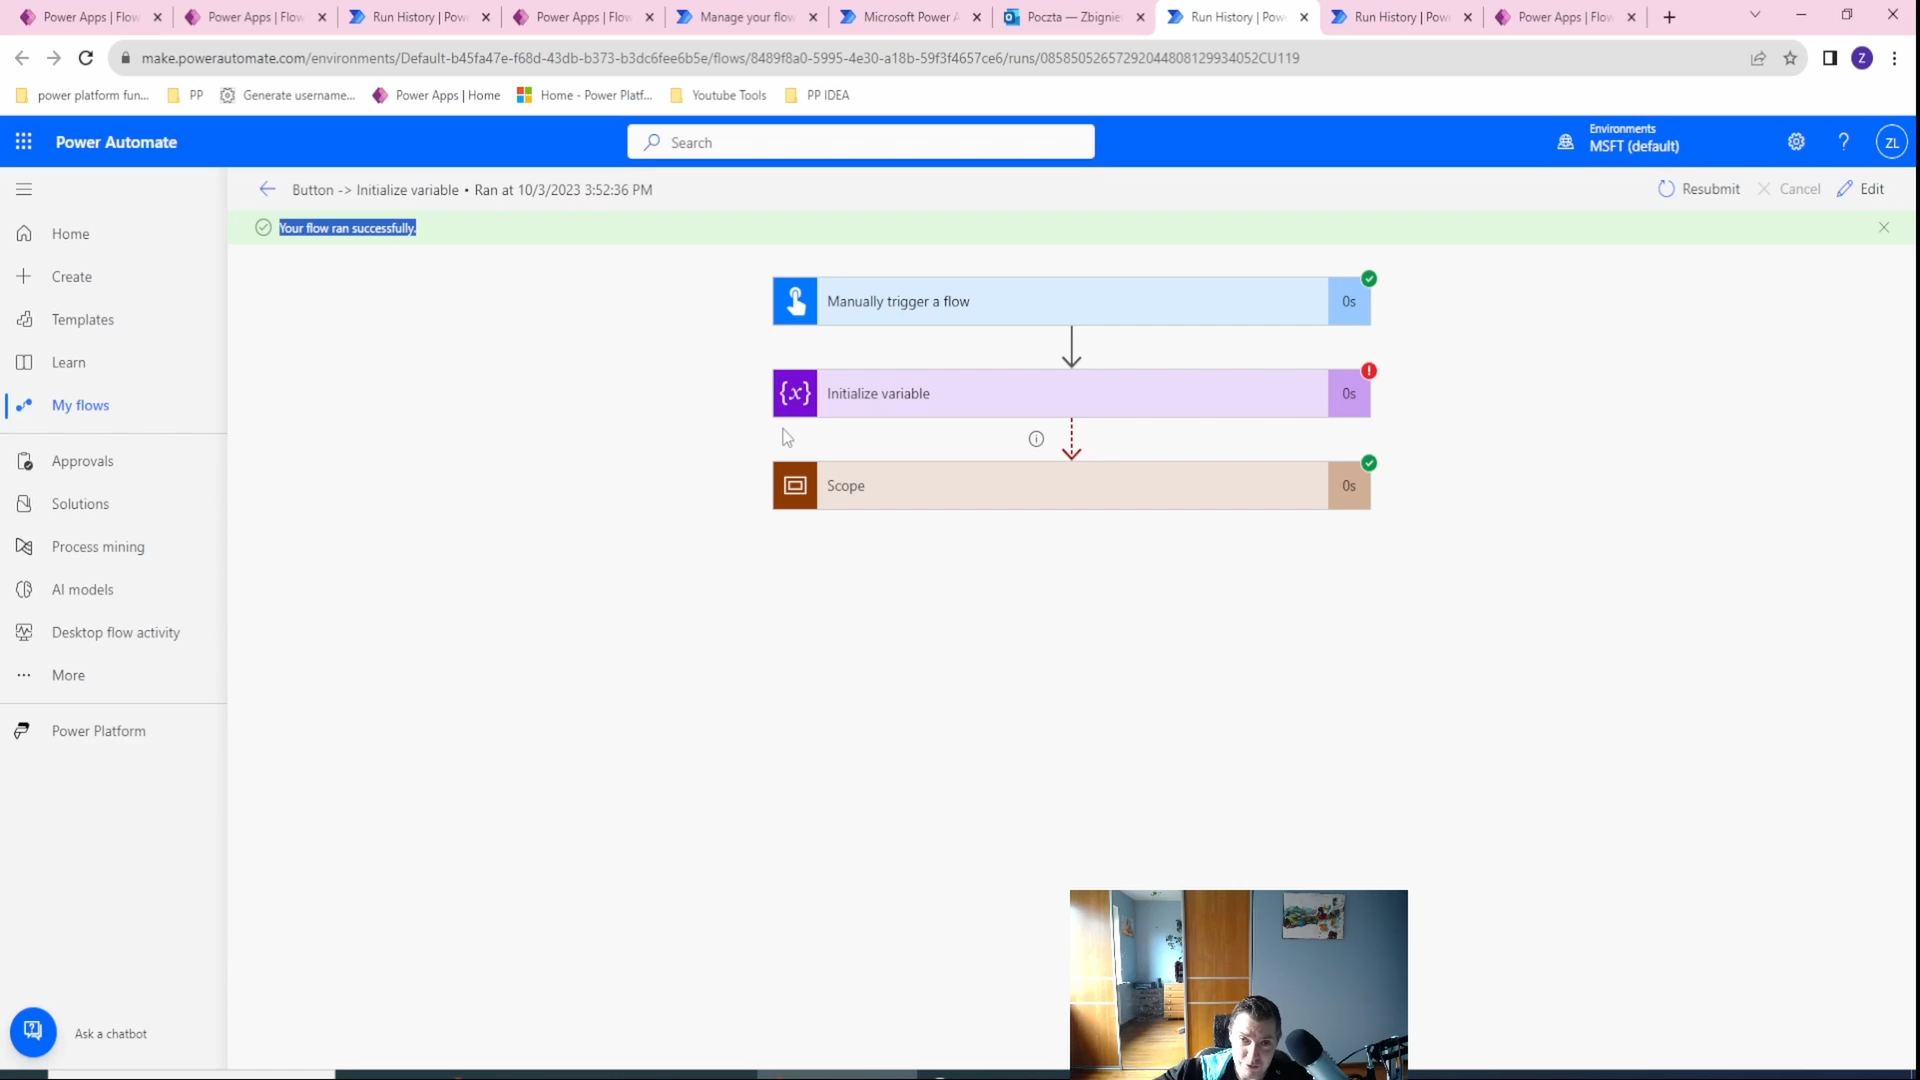 Power Apps | Flow
Power Apps | Flow
Run History | Pow
Power Apps | Flow
Manage your flow
Microsoft Power A
Poczta — Zbignie
Run History | Pow
Run History | Pow
Power Apps | Flow
make.powerautomate.com/environments/Default-b45fa47e-f68d-43db-b373-b3dc6fee6b5e/flows/8489f8a0-5995-4e30-a18b-59f3f4657ce6/runs/08585052657292044808129934052CU119
Z
power platform fun...
PP
Generate username...
Power Apps | Home
Home - Power Platf...
Youtube Tools
PP IDEA
Power Automate
Search
Environments
MSFT (default)
ZL
Button -> Initialize variable • Ran at 10/3/2023 3:52:36 PM
Resubmit
Cancel
Edit
Your flow ran successfully.
Home
Create
Templates
Learn
My flows
Approvals
Solutions
Process mining
AI models
Desktop flow activity
More
Power Platform
Ask a chatbot
Manually trigger a flow
0s
{x}
Initialize variable
0s
Scope
0s